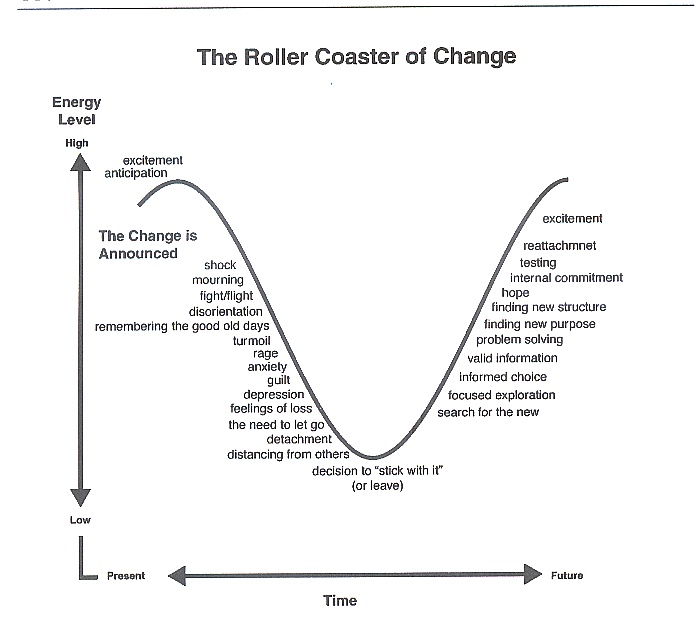 The Roller Coaster of Change
Energy
Level
High
excitement
anticipation
The Change is
Announced
shock
mourning
fight/flight
disorientation
remembering the good old days
turmoil
rage
anxiety
guilt
depression
feelings of loss
the need to let go
detachment
distancing from others
decision to "stick with it"
(or leave)
excitement
reattachmnet
testing
internal commitment
hope
finding new structure
finding new purpose
problem solving
valid information
informed choice
focused exploration
search for the new
Low
Present
Future
Time